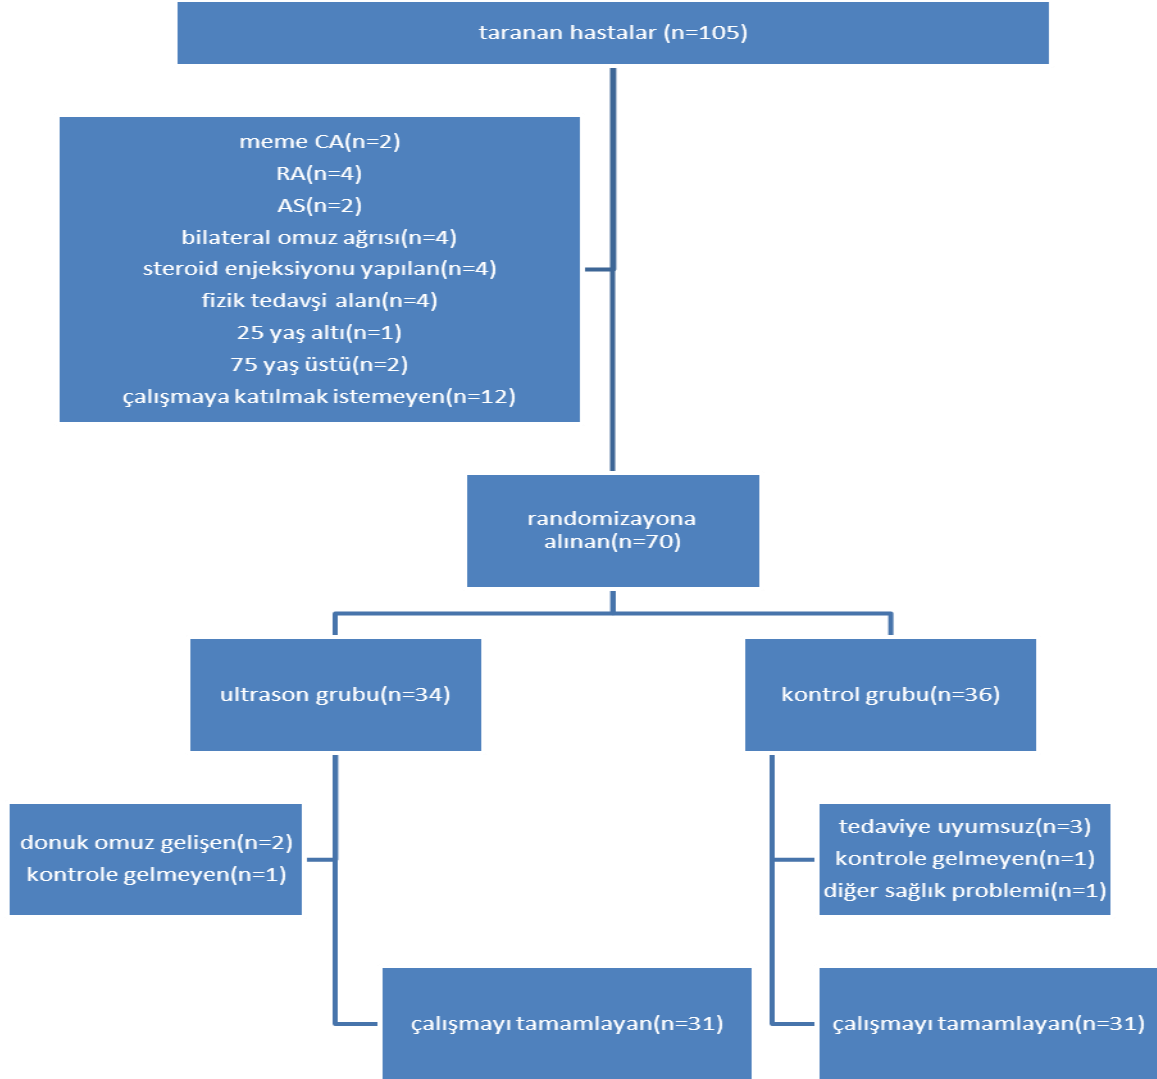 taranan hastalar (n=105)
meme CA(n=2)
RA(n=4)
AS(n=2)
bilateral omuz ağrısı(n=4)
steroid enjeksiyonu yapılan(n=4)
fizik tedavşi alan(n=4)
25 yaş altı(n=1)
75 yaş üstü(n=2)
çalışmaya katılmak istemeyen(n=12)
randomizayona
alınan(n=70)
ultrason grubu(n=34)
kontrol grubu(n=36)
donuk omuz gelişen(n=2)
kontrole gelmeyen(n=1)
tedaviye uyumsuz(n=3)
kontrole gelmeyen(n=1)
diğer sağlık problemi(n=1)
çalışmayı tamamlayan(n=31)
çalışmayı tamamlayan(n=31)